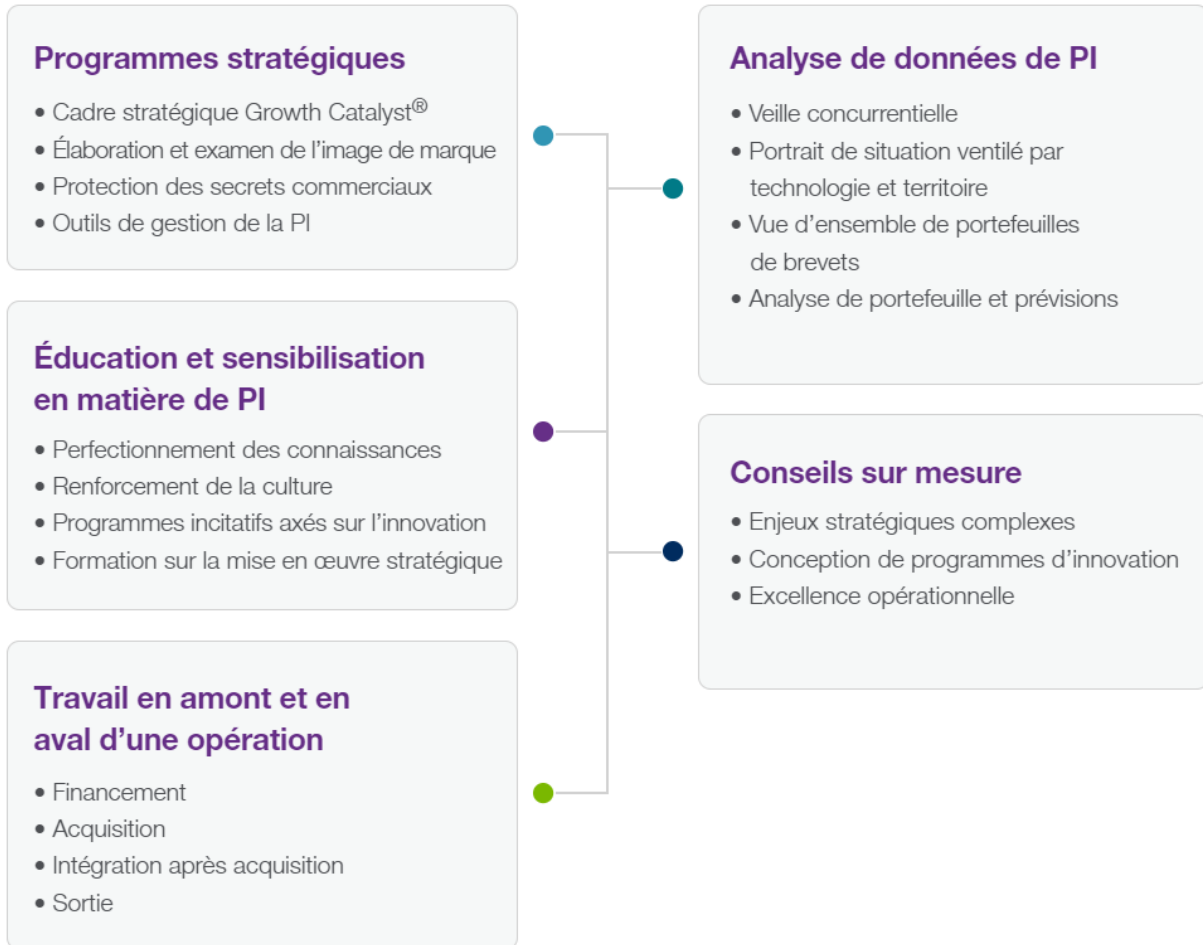 Programmes stratégiques
• Cadre stratégique Growth Catalyst®
• Élaboration et examen de l’image de marque
• Protection des secrets commerciaux
• Outils de gestion de la PI
Éducation et sensibilisation
en matière de PI
• Perfectionnement des connaissances
• Renforcement de la culture
• Programmes incitatifs axés sur l’innovation
• Formation sur la mise en œuvre stratégique
Travail en amont et en
aval d’une opération
• Financement
• Acquisition
• Intégration après acquisition
• Sortie
Analyse de données de PI
• Veille concurrentielle
• Portrait de situation ventilé par
technologie et territoire
• Vue d’ensemble de portefeuilles
de brevets
• Analyse de portefeuille et prévisions
Conseils sur mesure
• Enjeux stratégiques complexes
• Conception de programmes d’innovation
• Excellence opérationnelle